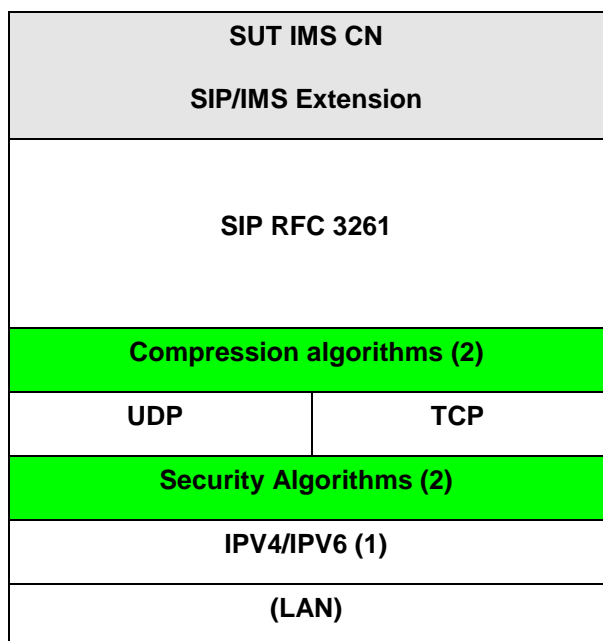 SUT IMS CN
SIP/IMS Extension
SIP RFC 3261
Compression algorithms (2)
UDP
TCP
Security Algorithms (2)
IPV4/IPV6 (1)
(LAN)